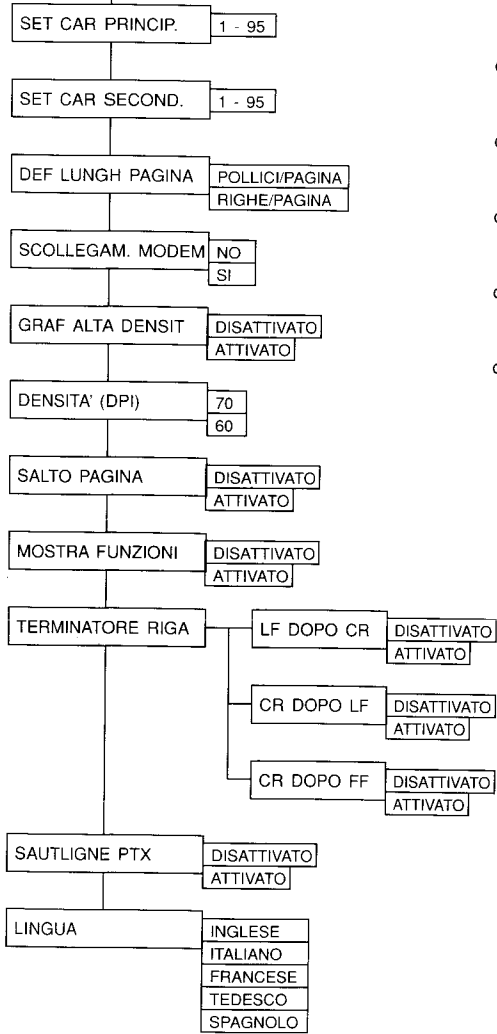 SET CAR PRINCIP. 1 - 95
SET CAR SECOND. 1 - 95
DEF LUNGH PAGINA POLLICI/PAGINA
RIGHE/PAGINA
SCOLLEGAM. MODEM NO
SI
GRAF ALTA DENSIT DISATTIVATO
ATTIVATO
DENSITA' (DPI) 70
60
SALTO PAGINA DISATTIVATO
ATTIVATO
MOSTRA FUNZIONI DISATTIVATO
ATTIVATO
TERMINATORE RIGA LF DOPO CR DISATTIVATO
ATTIVATO
CR DOPO LF DISATTIVATO
ATTIVATO
CR DOPO FF DISATTIVATO
ATTIVATO
SAUTLIGNE PTX DISATTIVATO
ATTIVATO
LINGUA INGLESE
ITALIANO
FRANCESE
TEDESCO
SPAGNOLO